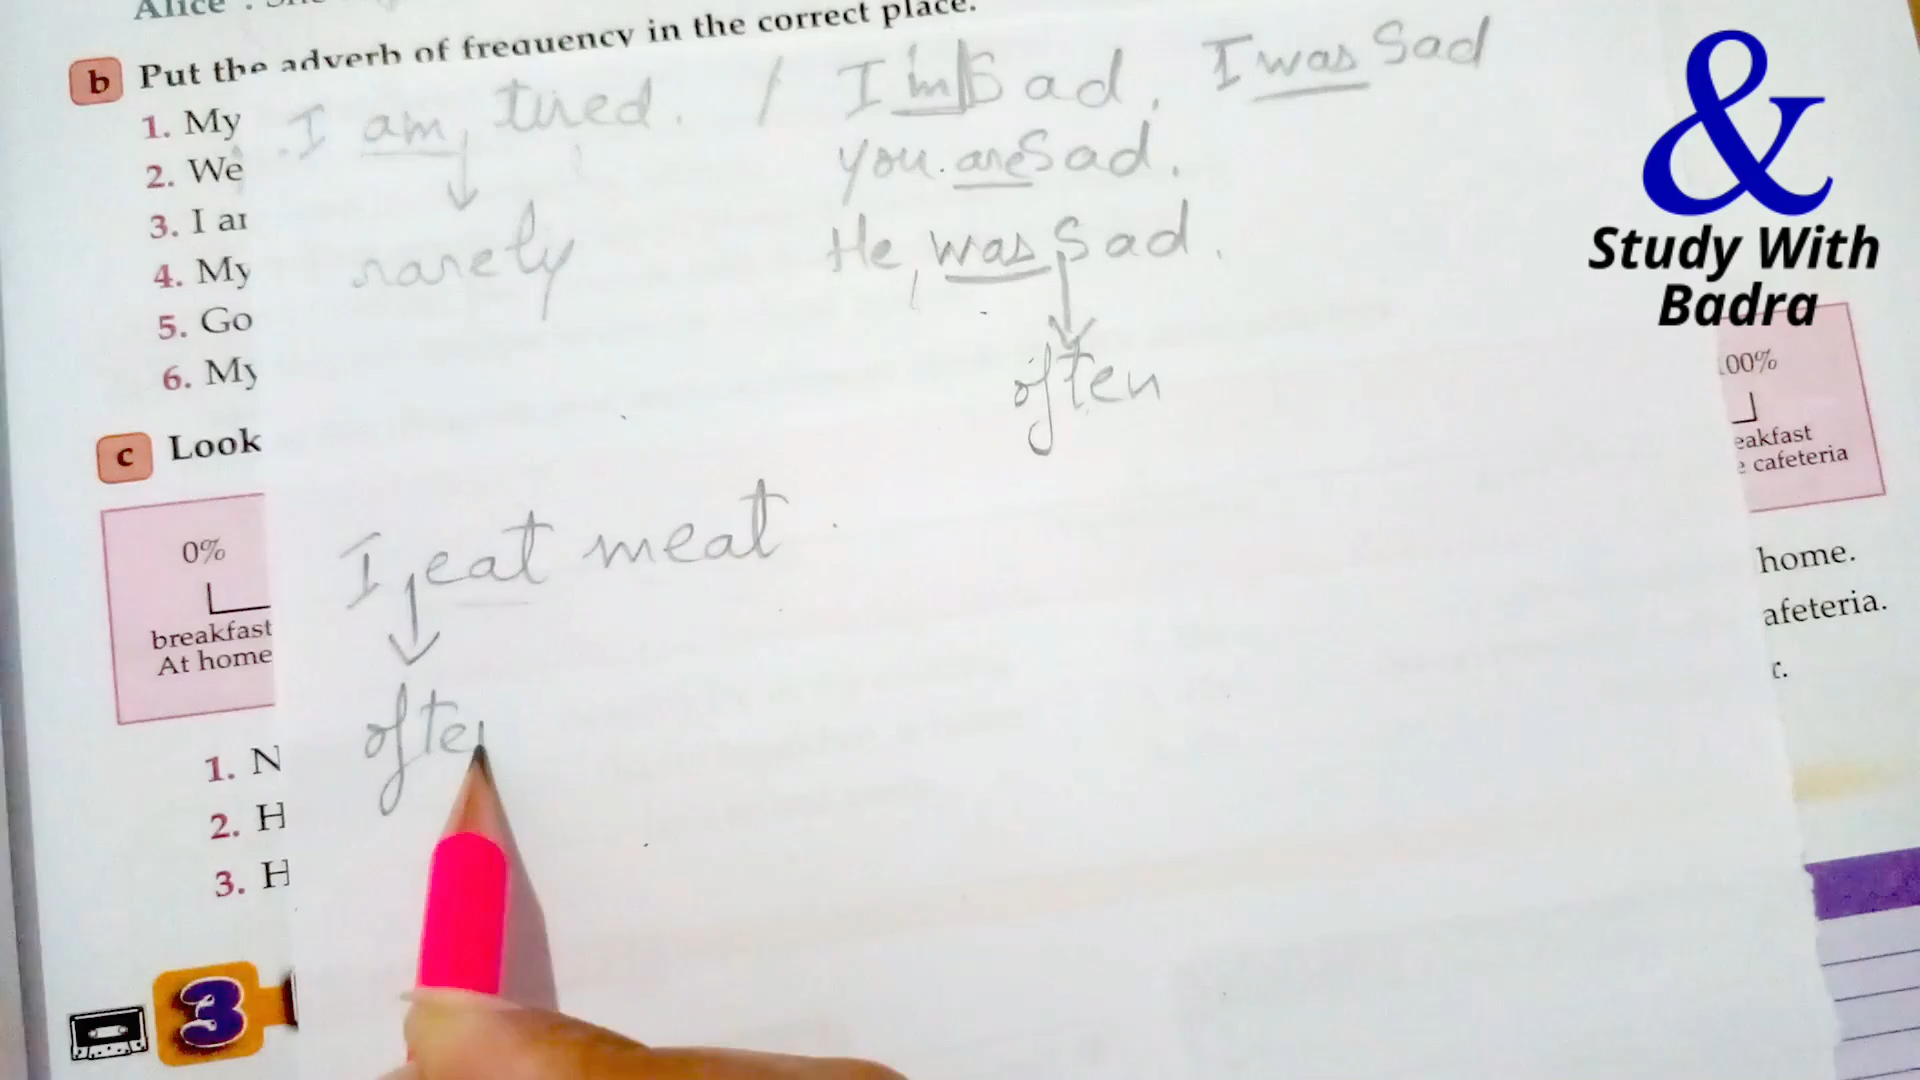 Alice :
b Put the adverb of frequency in the correct place.
1. My
2. We
3. I
4. My
5. Go
6. My
I am tired. / I'm Sad. I was Sad
you are Sad.
rarely
He was Sad.
often
c Look
I eat meat
often
0%
breakfast
At home
00%
eakfast
e cafeteria
home.
afeteria.
1. N
2. H
3. H
3
&
Study With
Badra